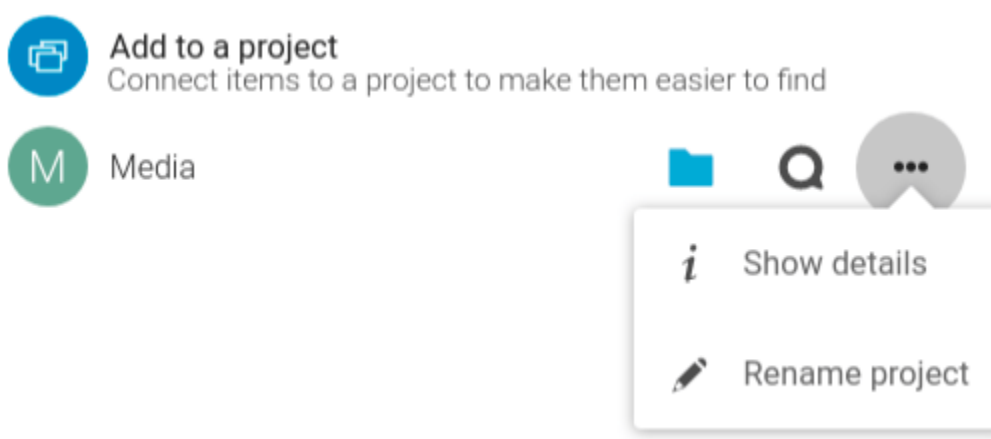 Add to a project
Connect items to a project to make them easier to find
M Media
Show details
Rename project